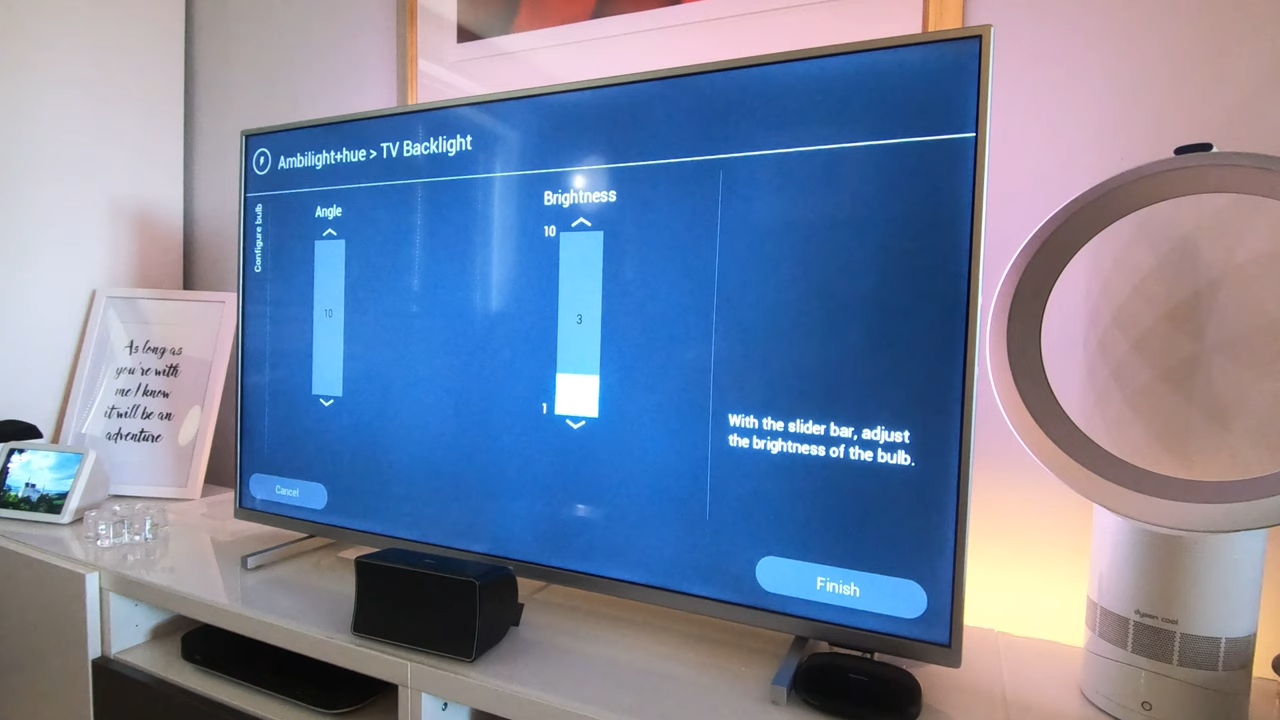 Ambilight+hue > TV Backlight
Configure bulb
Angle
10
Brightness
10
3
1
With the slider bar, adjust
the brightness of the bulb.
Cancel
Finish
As long as
you're with
me I know
it will be an
adventure
dyson cool